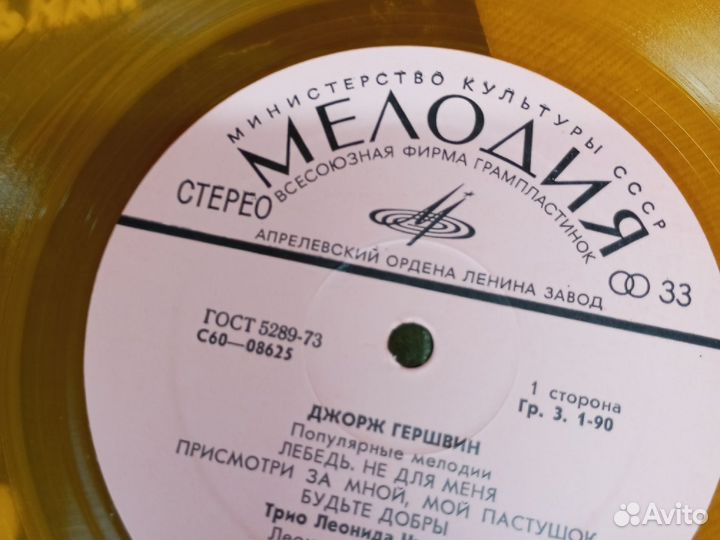 МИНИСТЕРСТВО КУЛЬТУРЫ СССР
МЕЛОДИЯ
ВСЕСОЮЗНАЯ ФИРМА ГРАМПЛАСТИНОК
СТЕРЕО
АПРЕЛЕВСКИЙ ОРДЕНА ЛЕНИНА ЗАВОД
33
ГОСТ 5289-73
С60—08625
1 сторона
Гр. 3. 1-90
ДЖОРЖ ГЕРШВИН
Популярные мелодии
ЛЕБЕДЬ. НЕ ДЛЯ МЕНЯ
ПРИСМОТРИ ЗА МНОЙ, МОЙ ПАСТУШОК
БУДЬТЕ ДОБРЫ
Трио Леонида
Avito